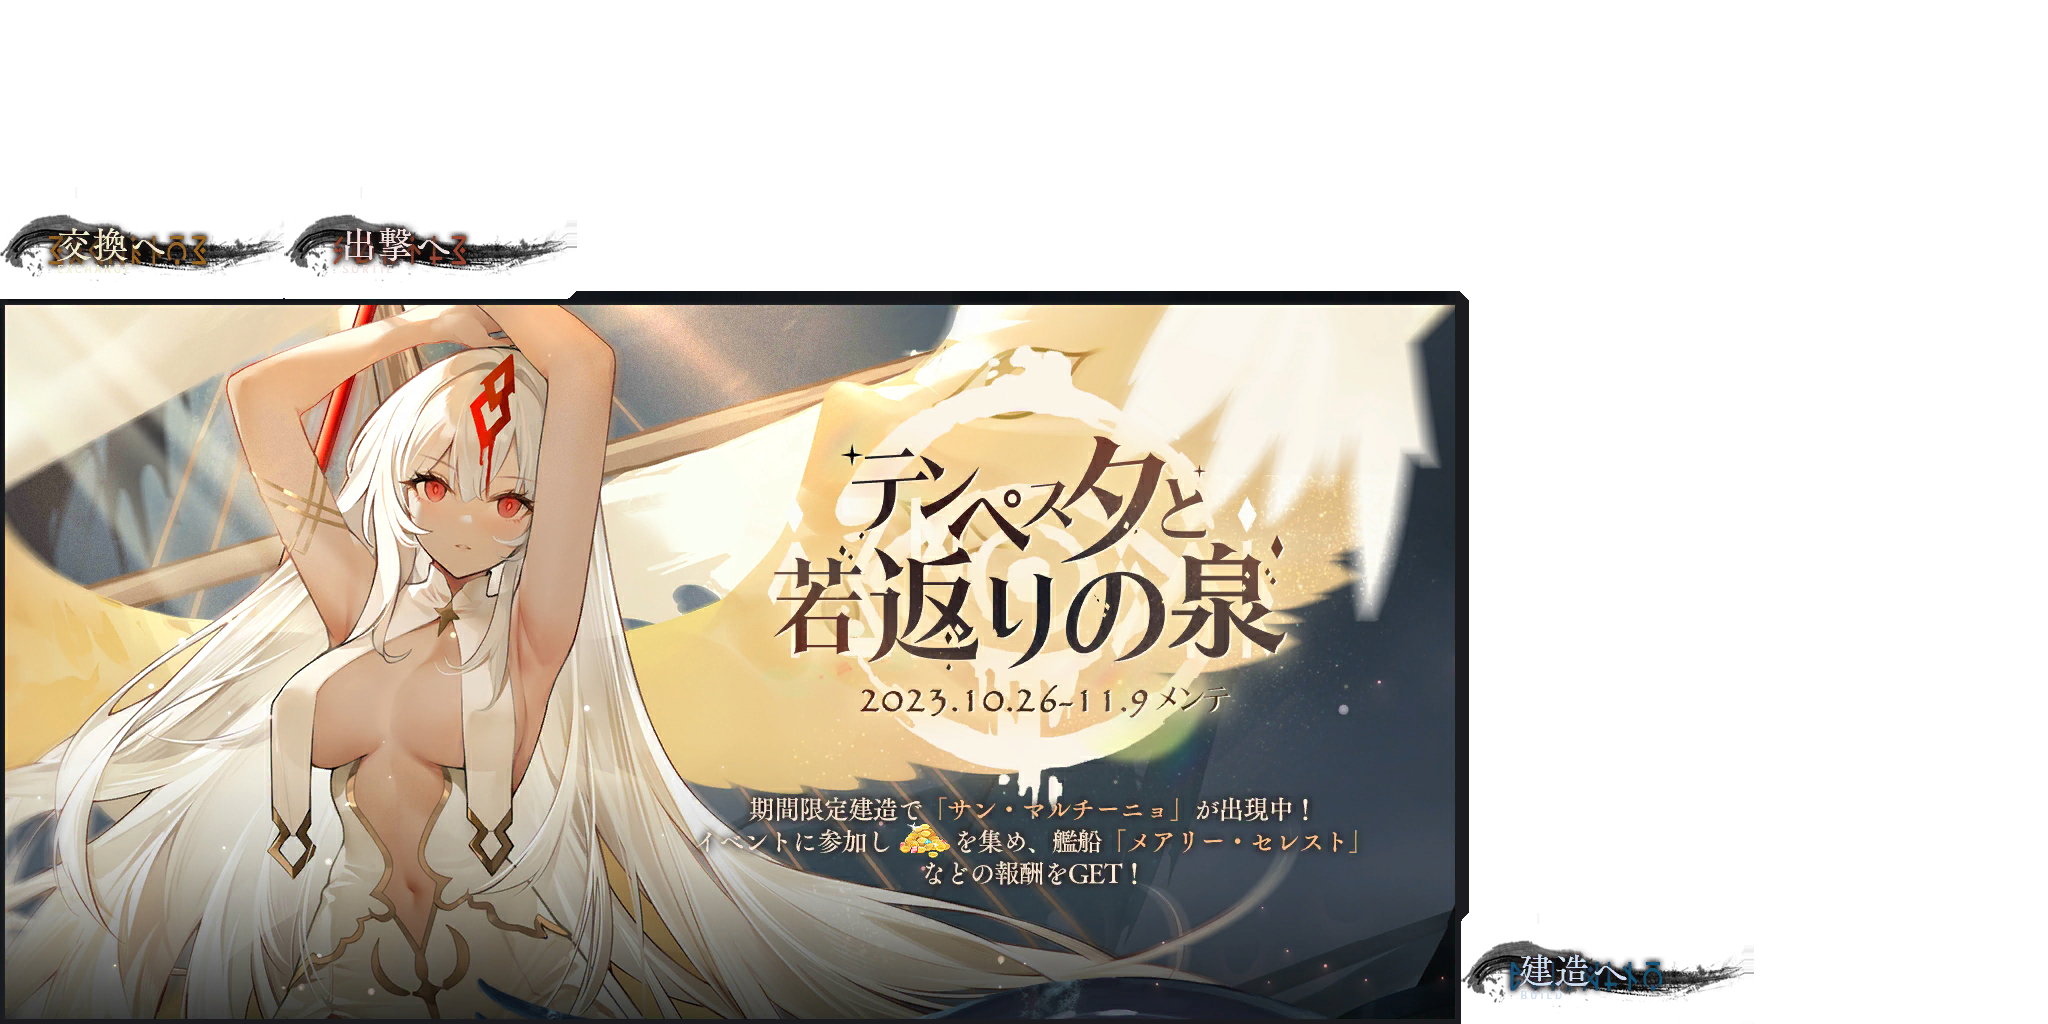 交換へ
EXCHANGE
出撃へ
テンペスタと
若返りの泉
2023.10.26-11.9メンテ
期間限定建造で「サン・マルチーニョ」が出現中！
イベントに参加し を集め、艦船「メアリー・セレスト」
などの報酬をGET！
建造へ
BUILD